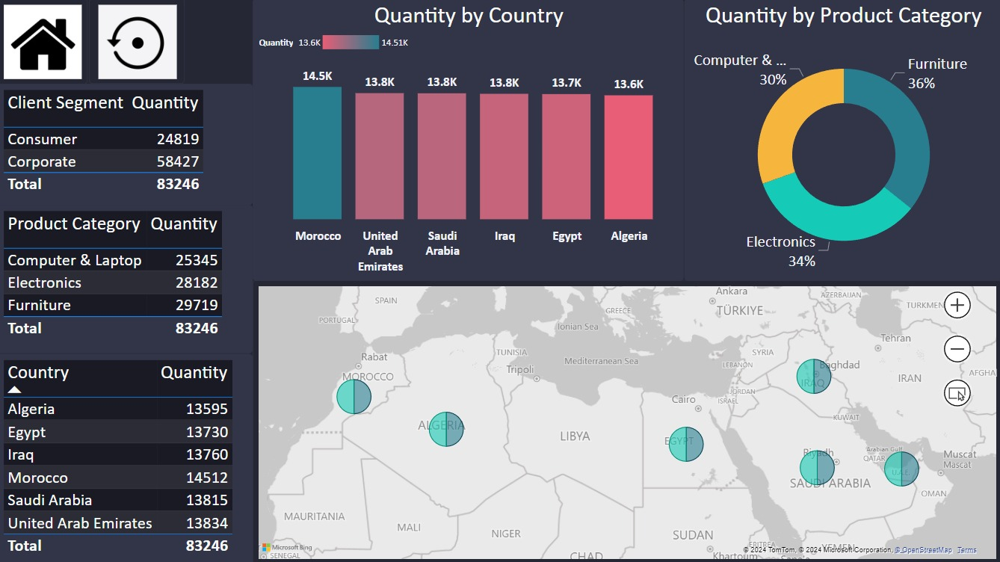 Client Segment Quantity
Consumer 24819
Corporate 58427
Total 83246
Product Category Quantity
Computer & Laptop 25345
Electronics 28182
Furniture 29719
Total 83246
Country Quantity
Algeria 13595
Egypt 13730
Iraq 13760
Morocco 14512
Saudi Arabia 13815
United Arab Emirates 13834
Total 83246
Quantity by Country
Quantity 13.6K 14.51K
14.5K 13.8K 13.8K 13.8K 13.7K 13.6K
Morocco United Saudi Iraq Egypt Algeria
Arab Arabia
Emirates
Quantity by Product Category
Computer & ...
30%
Furniture
36%
Electronics
34%
Ankara
AZERBAIJAN
SPAIN
GREECE
TÜRKIYE
TURKMEN
PORTUGAL
Ionian Sea
Tehran
TUNISIA
SYRIA
Rabat
Mediterranean Sea
LEBANON
Baghdad
Tripoli
MOROCCO
IRAQ
IRAN
AFGHA
JORDAN
Cairo
ISRAEL
KUWAIT
ALGERIA
LIBYA
EGYPT
Arabian Gulf
Riyadh
QATAR
Muscat
Muscat
U.A.E.
SAUDI ARABIA
OMAN
MAURITANIA
MALI
NIGER
SUDAN
Microsoft Bing
ERITREA
YEMEN
SENEGAL
CHAD
Khartoum
© 2024 TomTom, © 2024 Microsoft Corporation, © OpenStreetMap Terms